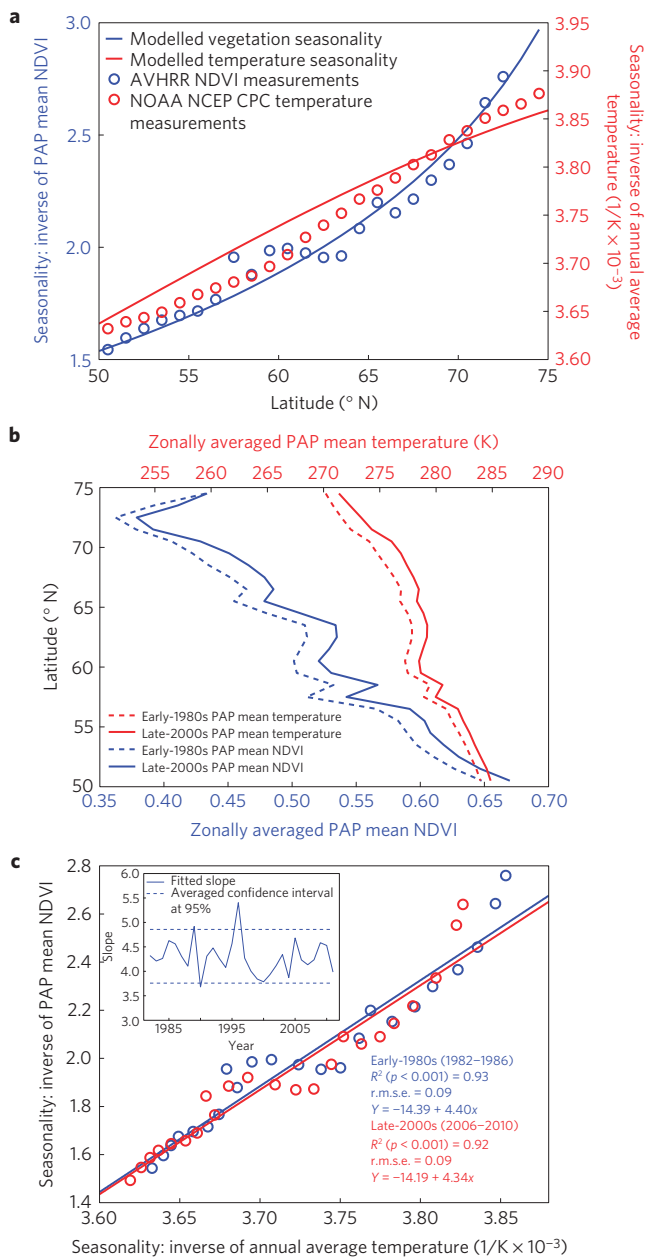 a
3.0
2.5
2.0
1.5
Seasonality: inverse of PAP mean NDVI
Modelled vegetation seasonality
Modelled temperature seasonality
AVHRR NDVI measurements
NOAA NCEP CPC temperature
measurements
3.95
3.90
3.85
3.80
3.75
3.70
3.65
3.60
Seasonality: inverse of annual average
temperature (1/K × 10⁻³)
50
55
60
65
70
75
Latitude (° N)
b
Zonally averaged PAP mean temperature (K)
255
260
265
270
275
280
285
290
75
70
65
60
55
50
Latitude (° N)
Early-1980s PAP mean temperature
Late-2000s PAP mean temperature
Early-1980s PAP mean NDVI
Late-2000s PAP mean NDVI
0.35
0.40
0.45
0.50
0.55
0.60
0.65
0.70
Zonally averaged PAP mean NDVI
c
2.8
2.6
2.4
2.2
2.0
1.8
1.6
1.4
Seasonality: inverse of PAP mean NDVI
Fitted slope
Averaged confidence interval
at 95%
6.0
5.5
5.0
4.5
4.0
3.5
3.0
Slope
1985
1995
2005
Year
Early-1980s (1982–1986)
R² (p < 0.001) = 0.93
r.m.s.e. = 0.09
Y = −14.39 + 4.40x
Late-2000s (2006–2010)
R² (p < 0.001) = 0.92
r.m.s.e. = 0.09
Y = −14.19 + 4.34x
3.60
3.65
3.70
3.75
3.80
3.85
Seasonality: inverse of annual average temperature (1/K × 10⁻³)